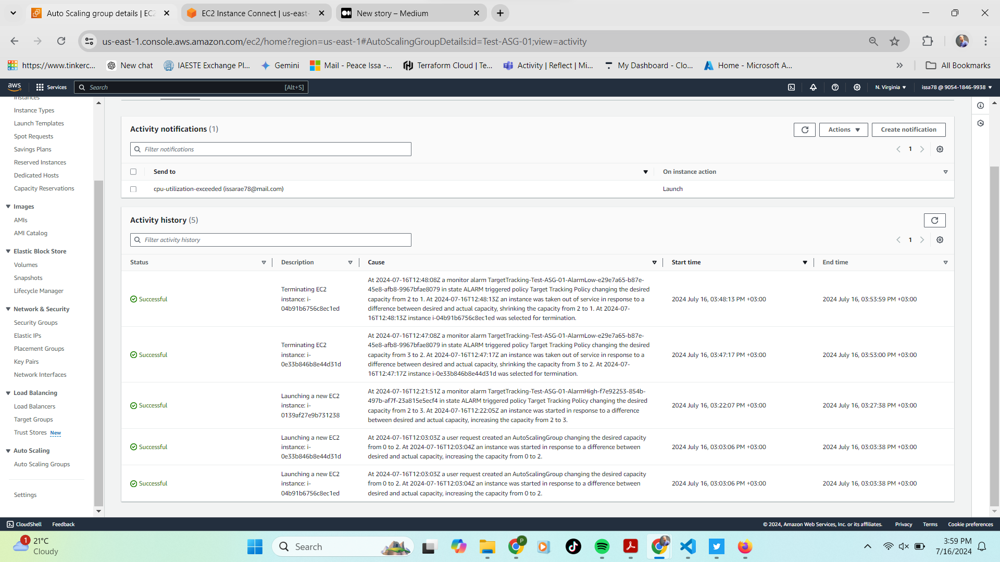 Auto Scaling group details | EC2
EC2 Instance Connect | us-east-
New story – Medium
us-east-1.console.aws.amazon.com/ec2/home?region=us-east-1#AutoScalingGroupDetails:id=Test-ASG-01;view=activity
https://www.tinkerc...
New chat
IAESTE Exchange Pl...
Gemini
Mail - Peace Issa -...
Terraform Cloud | Te...
Activity | Reflect | Mi...
My Dashboard - Clo...
Home - Microsoft A...
All Bookmarks
aws
Services
Search
[Alt+S]
N. Virginia
issa78 @ 9054-1846-9938
Instances
Instance Types
Launch Templates
Spot Requests
Savings Plans
Reserved Instances
Dedicated Hosts
Capacity Reservations
Images
AMIs
AMI Catalog
Elastic Block Store
Volumes
Snapshots
Lifecycle Manager
Network & Security
Security Groups
Elastic IPs
Placement Groups
Key Pairs
Network Interfaces
Load Balancing
Load Balancers
Target Groups
Trust Stores New
Auto Scaling
Auto Scaling Groups
Settings
Activity notifications (1)
Actions
Create notification
Filter notifications
1
Send to
On instance action
cpu-utilization-exceeded (issarae78@mail.com)
Launch
Activity history (5)
Filter activity history
1
Status
Description
Cause
Start time
End time
Successful
Terminating EC2
instance: i-
04b91b6756c8ec1ed
At 2024-07-16T12:48:08Z a monitor alarm TargetTracking-Test-ASG-01-AlarmLow-e29e7a65-b87e-
45e8-afb8-9967bfae8079 in state ALARM triggered policy Target Tracking Policy changing the desired
capacity from 2 to 1. At 2024-07-16T12:48:13Z an instance was taken out of service in response to a
difference between desired and actual capacity, shrinking the capacity from 2 to 1. At 2024-07-
16T12:48:13Z instance i-04b91b6756c8ec1ed was selected for termination.
2024 July 16, 03:48:13 PM +03:00
2024 July 16, 03:53:59 PM +03:00
Successful
Terminating EC2
instance: i-
0e33b846b8e44d31d
At 2024-07-16T12:47:08Z a monitor alarm TargetTracking-Test-ASG-01-AlarmLow-e29e7a65-b87e-
45e8-afb8-9967bfae8079 in state ALARM triggered policy Target Tracking Policy changing the desired
capacity from 3 to 2. At 2024-07-16T12:47:17Z an instance was taken out of service in response to a
difference between desired and actual capacity, shrinking the capacity from 3 to 2. At 2024-07-
16T12:47:17Z instance i-0e33b846b8e44d31d was selected for termination.
2024 July 16, 03:47:17 PM +03:00
2024 July 16, 03:53:00 PM +03:00
Successful
Launching a new EC2
instance: i-
0139af27e9b731238
At 2024-07-16T12:21:51Z a monitor alarm TargetTracking-Test-ASG-01-AlarmHigh-f7e92253-854b-
497b-af7f-23a815e5ecf4 in state ALARM triggered policy Target Tracking Policy changing the desired
capacity from 2 to 3. At 2024-07-16T12:22:05Z an instance was started in response to a difference
between desired and actual capacity, increasing the capacity from 2 to 3.
2024 July 16, 03:22:07 PM +03:00
2024 July 16, 03:27:38 PM +03:00
Successful
Launching a new EC2
instance: i-
0e33b846b8e44d31d
At 2024-07-16T12:03:03Z a user request created an AutoScalingGroup changing the desired capacity
from 0 to 2. At 2024-07-16T12:03:04Z an instance was started in response to a difference between
desired and actual capacity, increasing the capacity from 0 to 2.
2024 July 16, 03:03:06 PM +03:00
2024 July 16, 03:03:38 PM +03:00
Successful
Launching a new EC2
instance: i-
04b91b6756c8ec1ed
At 2024-07-16T12:03:03Z a user request created an AutoScalingGroup changing the desired capacity
from 0 to 2. At 2024-07-16T12:03:04Z an instance was started in response to a difference between
desired and actual capacity, increasing the capacity from 0 to 2.
2024 July 16, 03:03:06 PM +03:00
2024 July 16, 03:03:38 PM +03:00
CloudShell
Feedback
© 2024, Amazon Web Services, Inc. or its affiliates.
Privacy
Terms
Cookie preferences
1
21°C
Cloudy
Search
P
3:59 PM
7/16/2024